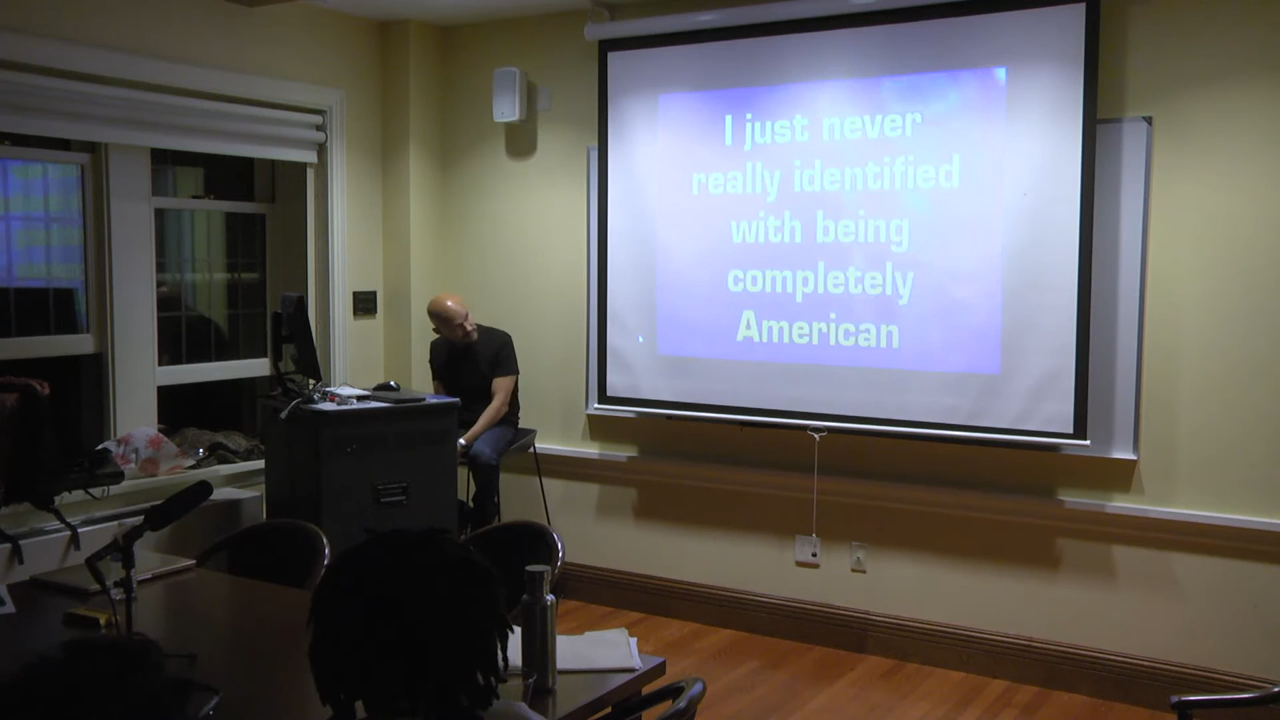 I just never
really identified
with being
completely
American